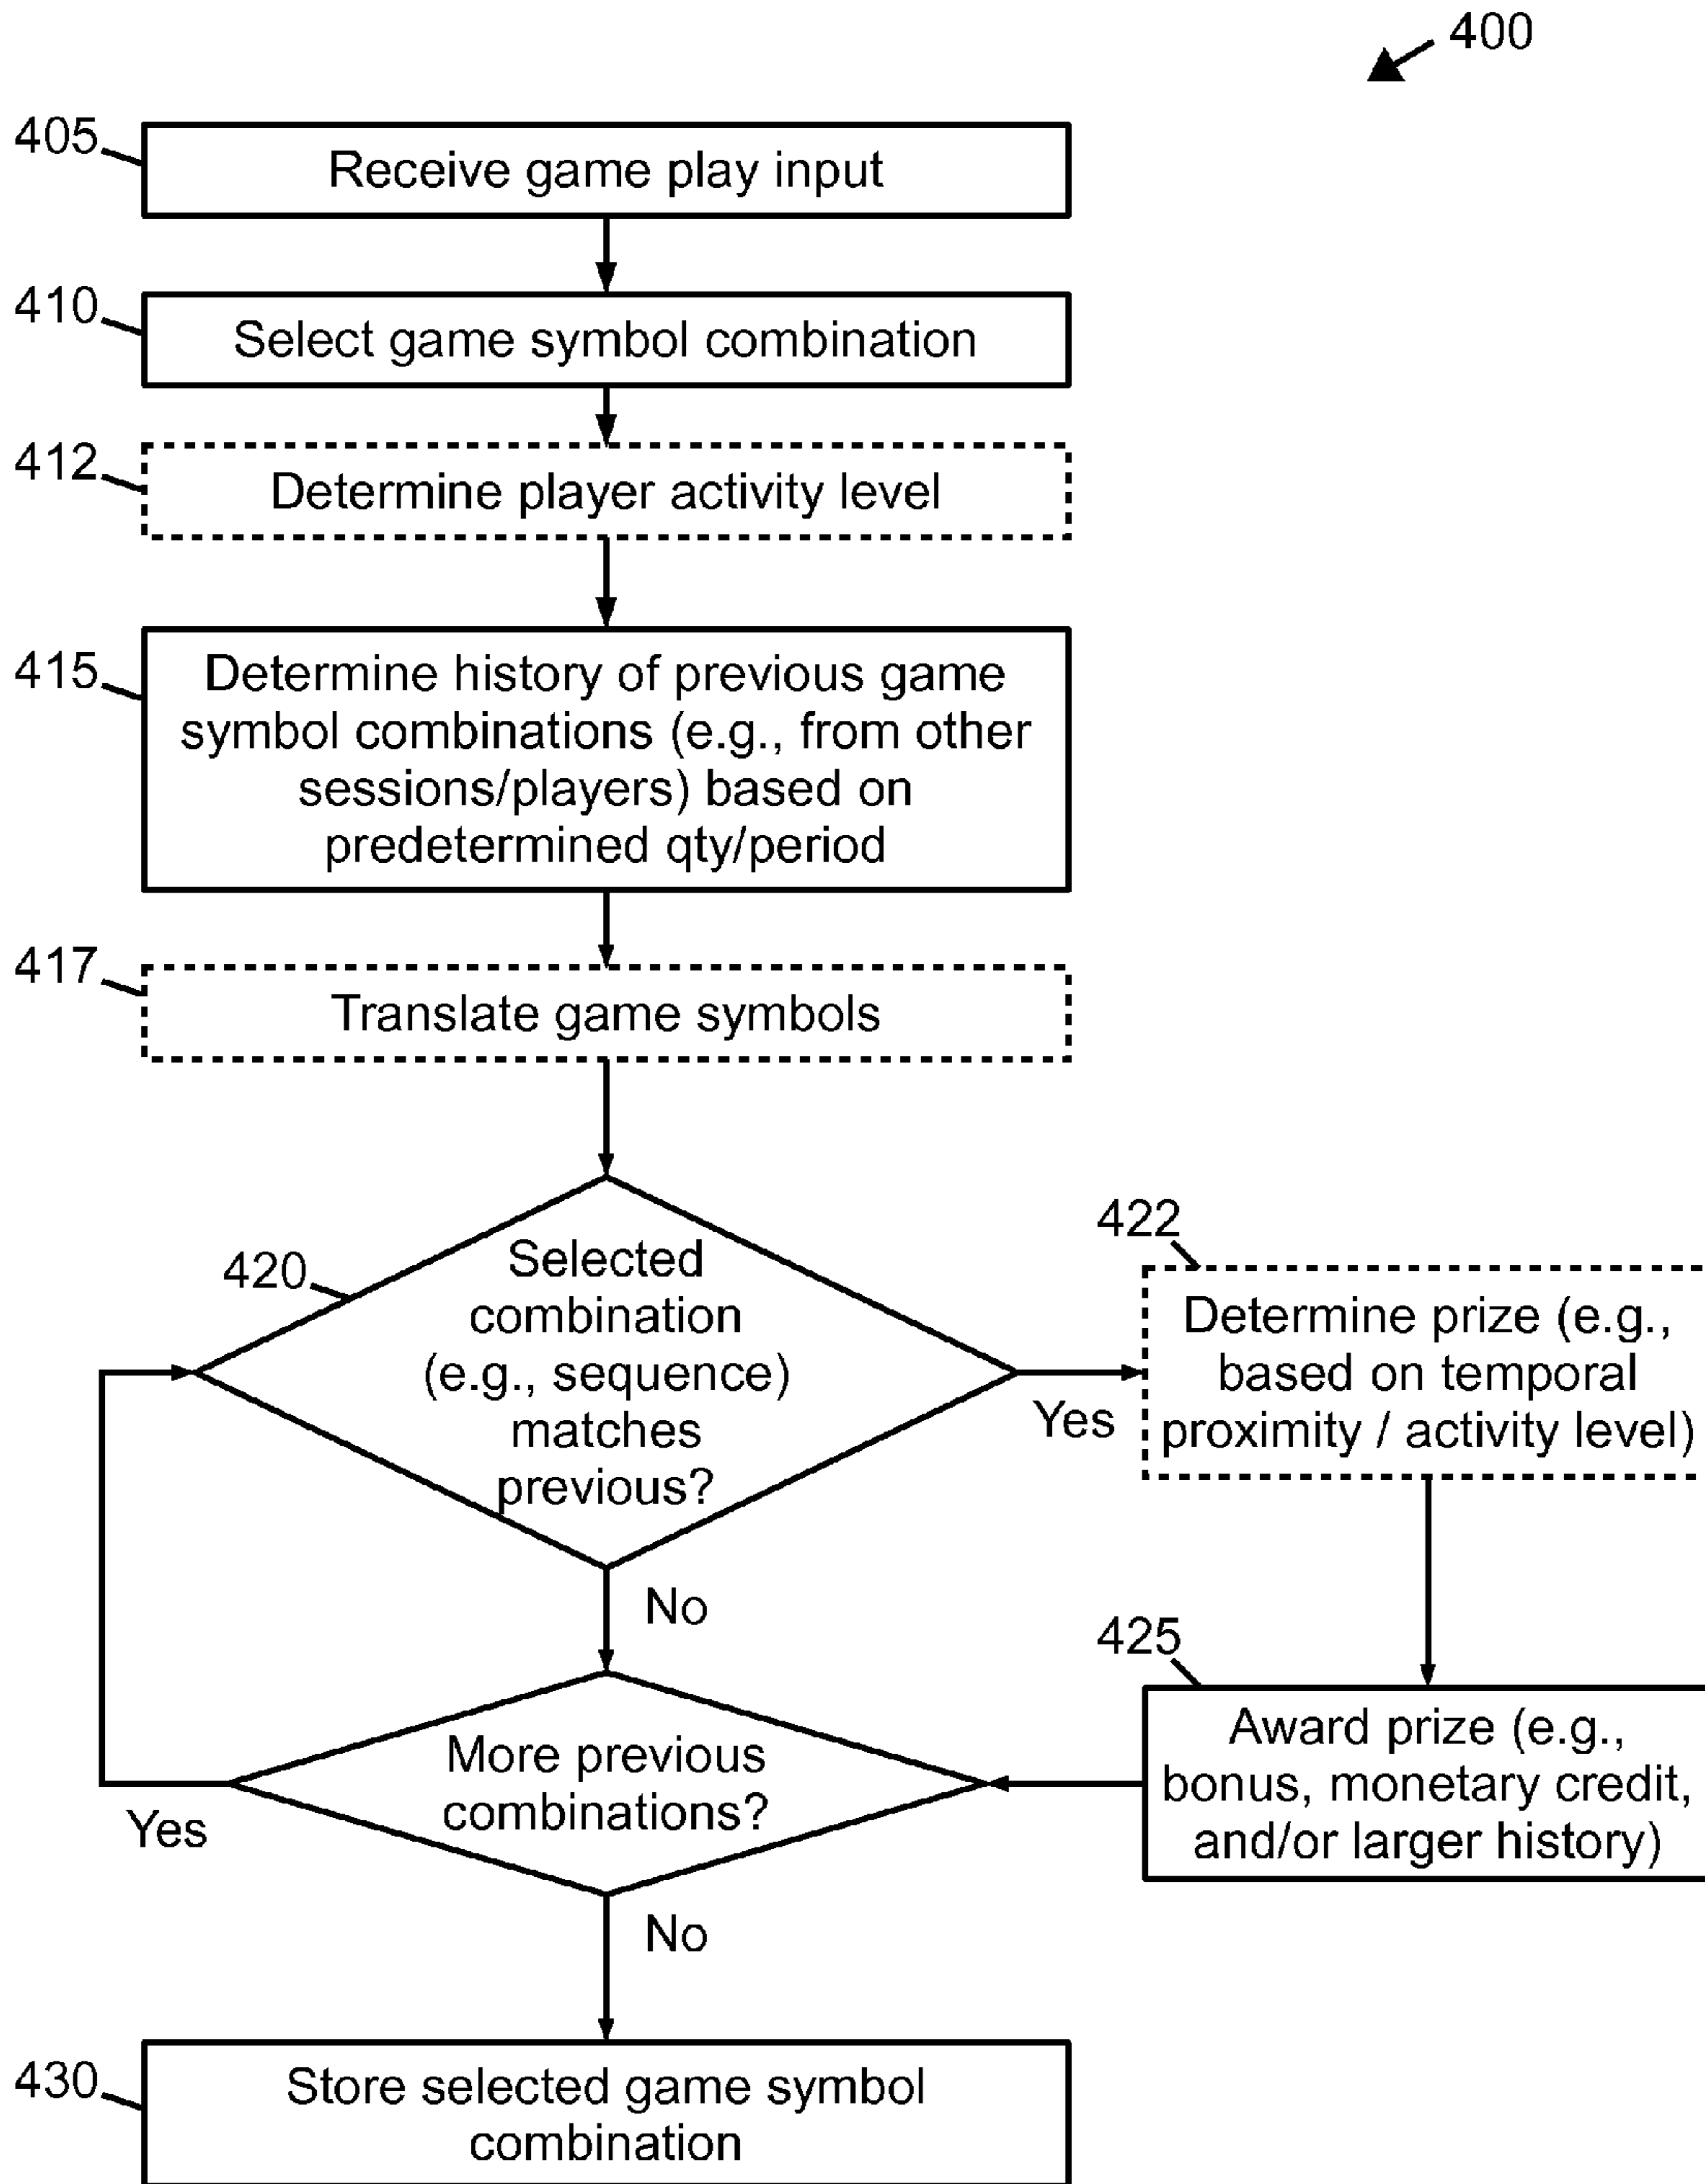 400
405
Receive game play input
410
Select game symbol combination
412
Determine player activity level
415
Determine history of previous game
symbol combinations (e.g., from other
sessions/players) based on
predetermined qty/period
417
Translate game symbols
420
Selected
combination
(e.g., sequence)
matches
previous?
Yes
422
Determine prize (e.g.,
based on temporal
proximity / activity level)
No
425
Award prize (e.g.,
bonus, monetary credit,
and/or larger history)
More previous
combinations?
Yes
No
430
Store selected game symbol
combination